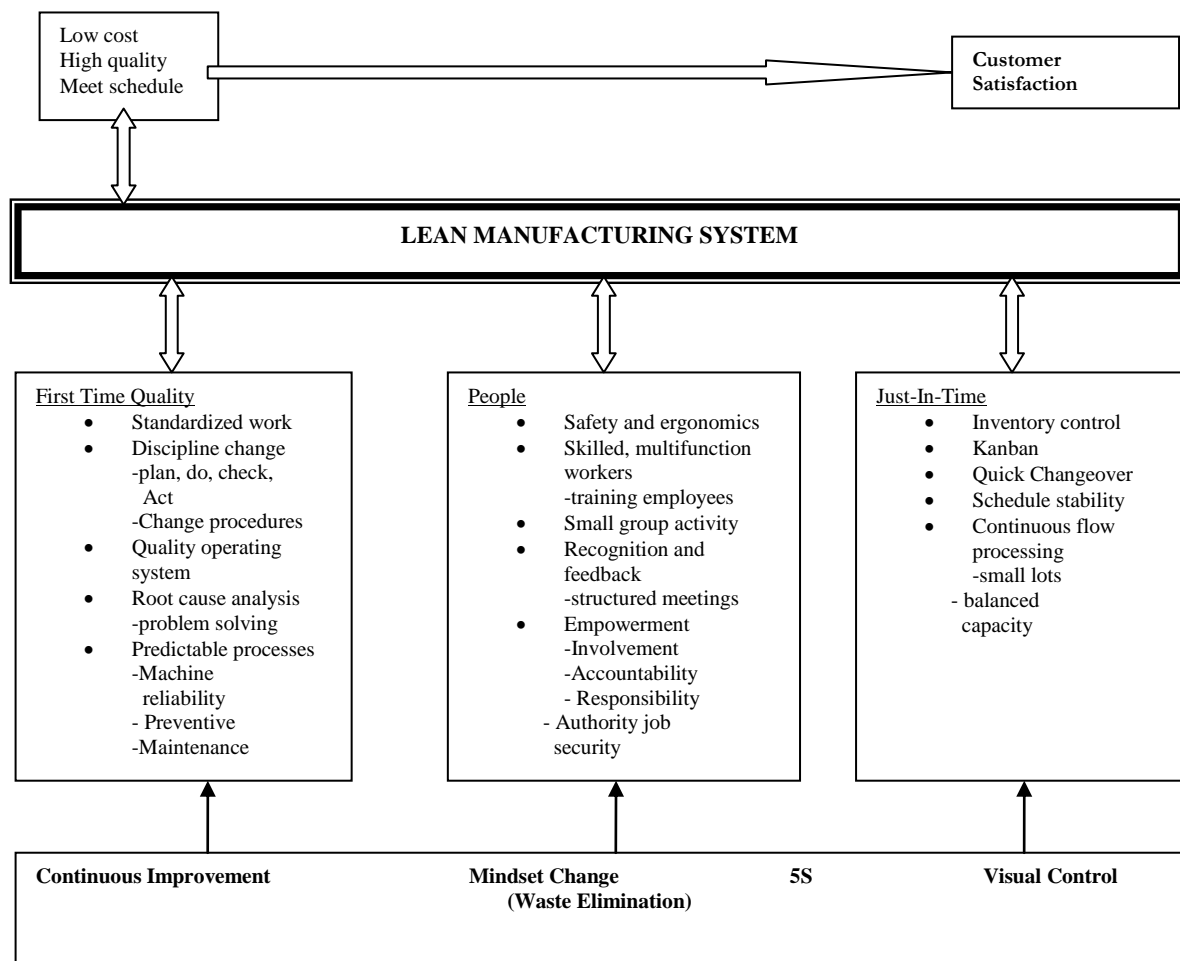 Low cost
High quality
Meet schedule
Customer
Satisfaction
LEAN MANUFACTURING SYSTEM
First Time Quality
• Standardized work
• Discipline change
-plan, do, check,
Act
-Change procedures
• Quality operating
system
• Root cause analysis
-problem solving
• Predictable processes
-Machine
reliability
- Preventive
-Maintenance
People
• Safety and ergonomics
• Skilled, multifunction
workers
-training employees
• Small group activity
• Recognition and
feedback
-structured meetings
• Empowerment
-Involvement
-Accountability
- Responsibility
- Authority job
security
Just-In-Time
• Inventory control
• Kanban
• Quick Changeover
• Schedule stability
• Continuous flow
processing
-small lots
- balanced
capacity
Continuous Improvement
Mindset Change
(Waste Elimination)
5S
Visual Control